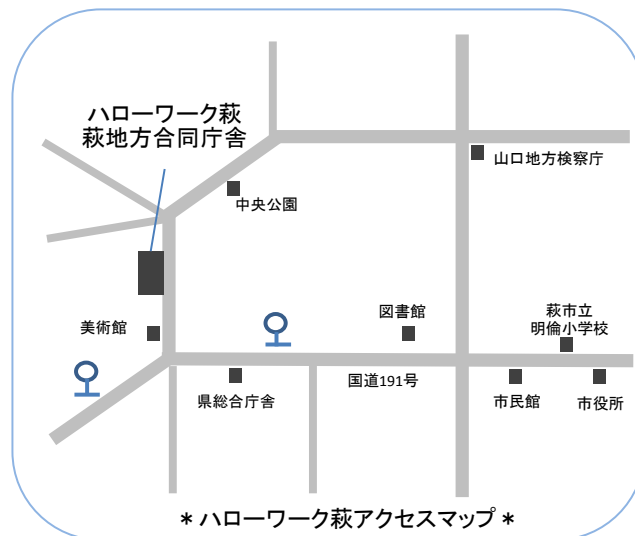 ハローワーク萩
萩地方合同庁舎
山口地方検察庁
中央公園
美術館
図書館
萩市立
明倫小学校
県総合庁舎
国道191号
市民館
市役所
* ハローワーク萩アクセスマップ *